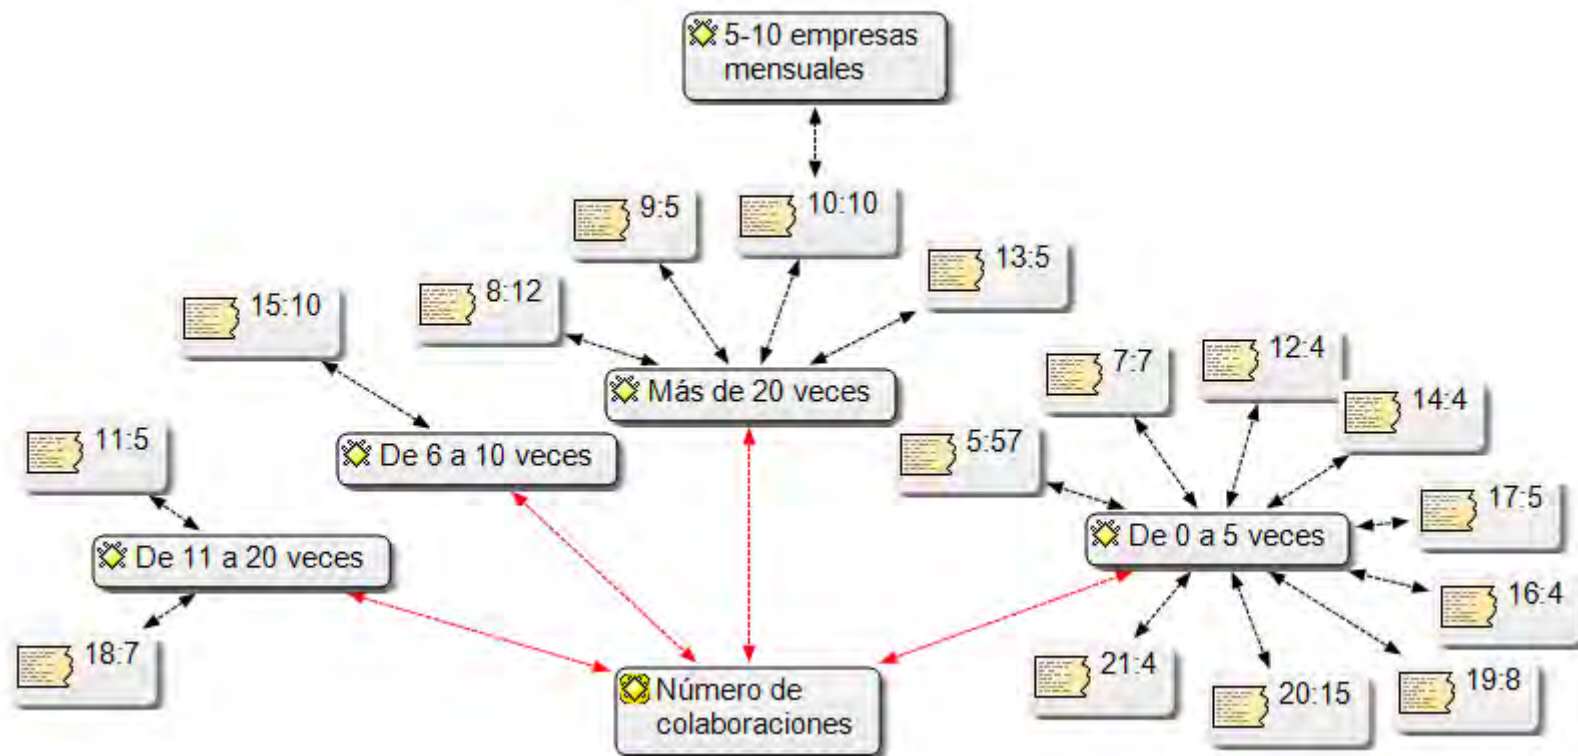 5-10 empresas
mensuales
9:5
10:10
13:5
8:12
15:10
7:7
12:4
14:4
Más de 20 veces
11:5
De 6 a 10 veces
5:57
17:5
De 11 a 20 veces
De 0 a 5 veces
16:4
18:7
21:4
20:15
19:8
Número de
colaboraciones